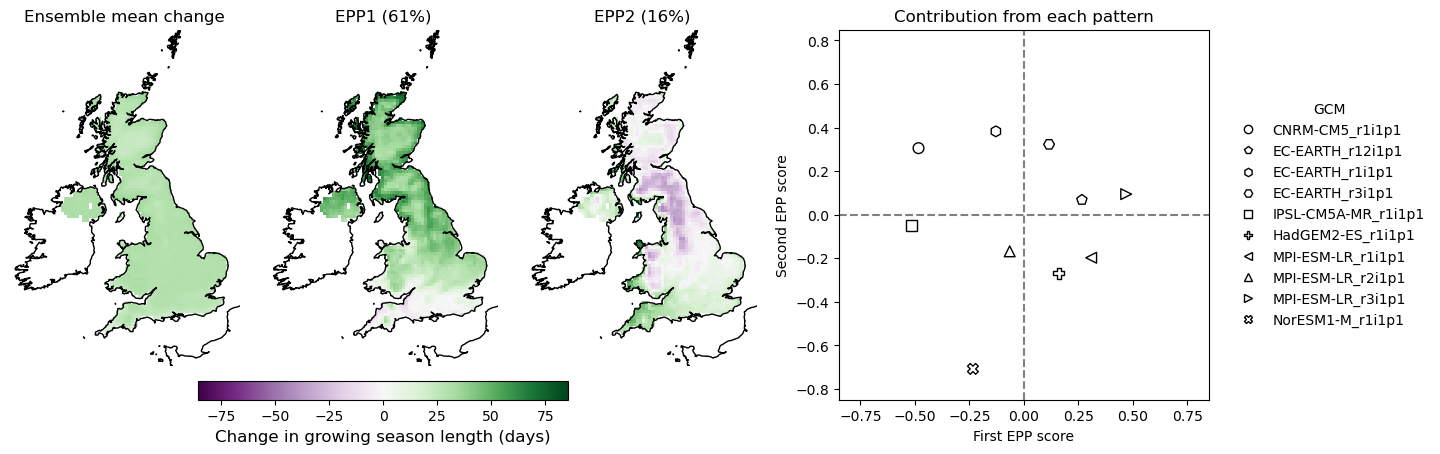 Ensemble mean change
EPP1 (61%)
EPP2 (16%)
Contribution from each pattern
0.8
0.6
0.4
0.2
0.0
−0.2
−0.4
−0.6
−0.8
Second EPP score
−0.75
−0.50
−0.25
0.00
0.25
0.50
0.75
First EPP score
GCM
CNRM-CM5_r1i1p1
EC-EARTH_r12i1p1
EC-EARTH_r1i1p1
EC-EARTH_r3i1p1
IPSL-CM5A-MR_r1i1p1
HadGEM2-ES_r1i1p1
MPI-ESM-LR_r1i1p1
MPI-ESM-LR_r2i1p1
MPI-ESM-LR_r3i1p1
NorESM1-M_r1i1p1
−75
−50
−25
0
25
50
75
Change in growing season length (days)